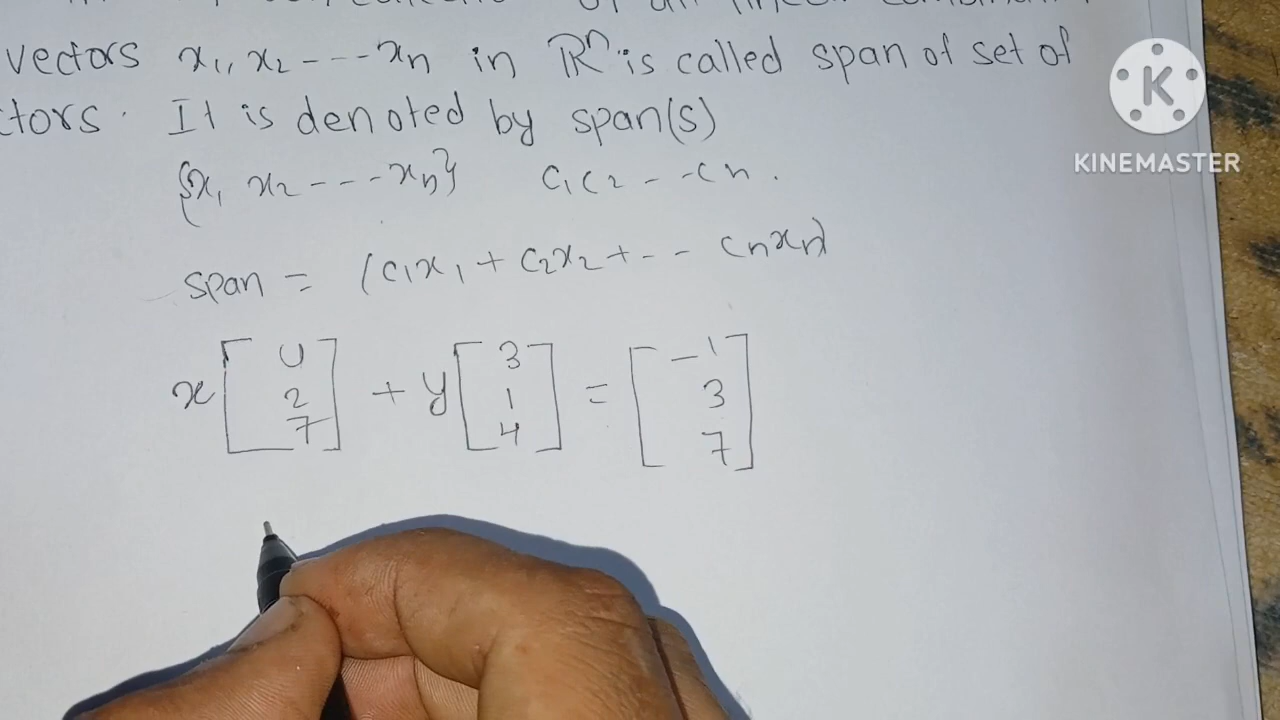 vectors x₁, x₂ ---- xₙ in ℝⁿ is called span of set of
ctors. It is denoted by span(s)
{x₁ x₂ ---- xₙ} c₁ c₂ -- cn.
span = (c₁x₁ + c₂x₂ + -- cₙxₙ)
x [ 4 2 7 ] + y [ 3 1 4 ] = [ -1 3 7 ]
K
KINEMASTER